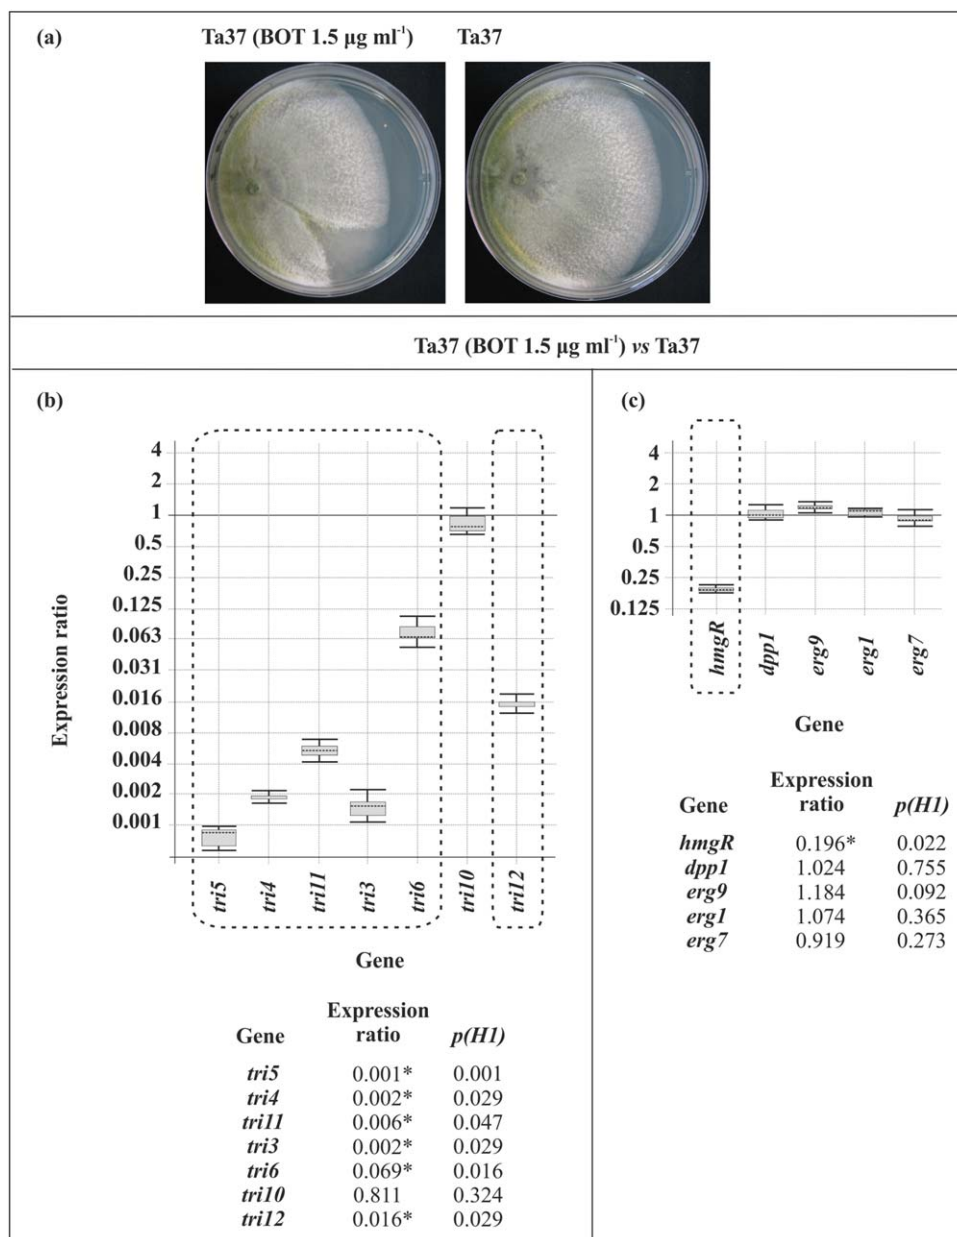 (a)
Ta37 (BOT 1.5 µg ml-1) Ta37
Ta37 (BOT 1.5 µg ml-1) vs Ta37
(b)
Expression ratio
4
2
1
0.5
0.25
0.125
0.063
0.031
0.016
0.008
0.004
0.002
0.001
tri5 tri4 tri11 tri3 tri6 tri10 tri12
Gene
Gene Expression ratio p(H1)
tri5 0.001* 0.001
tri4 0.002* 0.029
tri11 0.006* 0.047
tri3 0.002* 0.029
tri6 0.069* 0.016
tri10 0.811 0.324
tri12 0.016* 0.029
(c)
4
2
1
0.5
0.25
0.125
hmgR dpp1 erg9 erg1 erg7
Gene
Gene Expression ratio p(H1)
hmgR 0.196* 0.022
dpp1 1.024 0.755
erg9 1.184 0.092
erg1 1.074 0.365
erg7 0.919 0.273